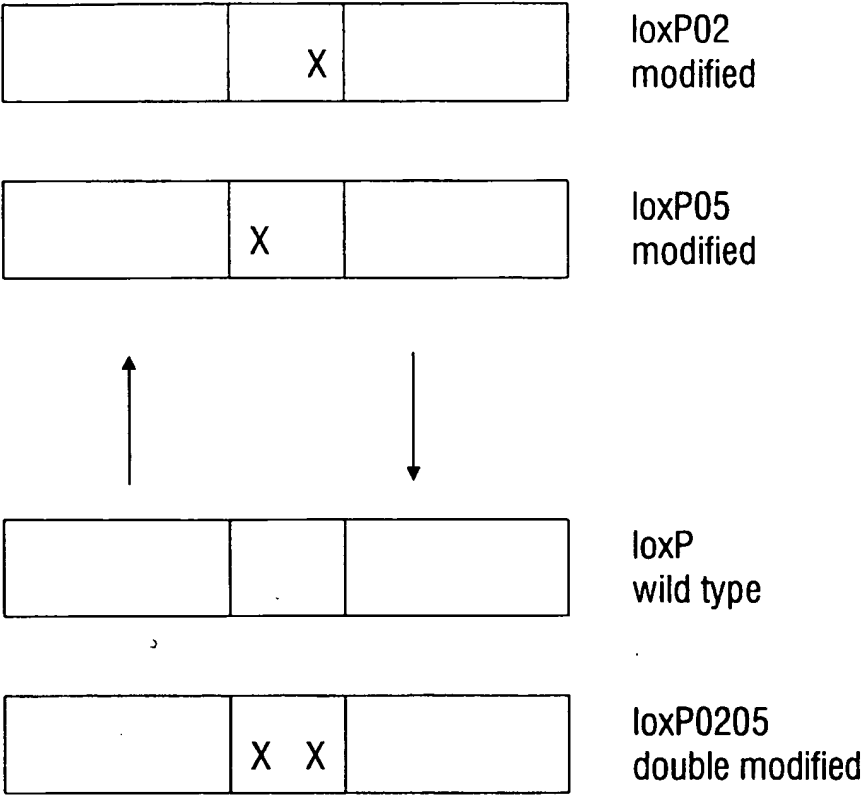 X
loxP02
modified
X
loxP05
modified
loxP
wild type
X X
loxP0205
double modified